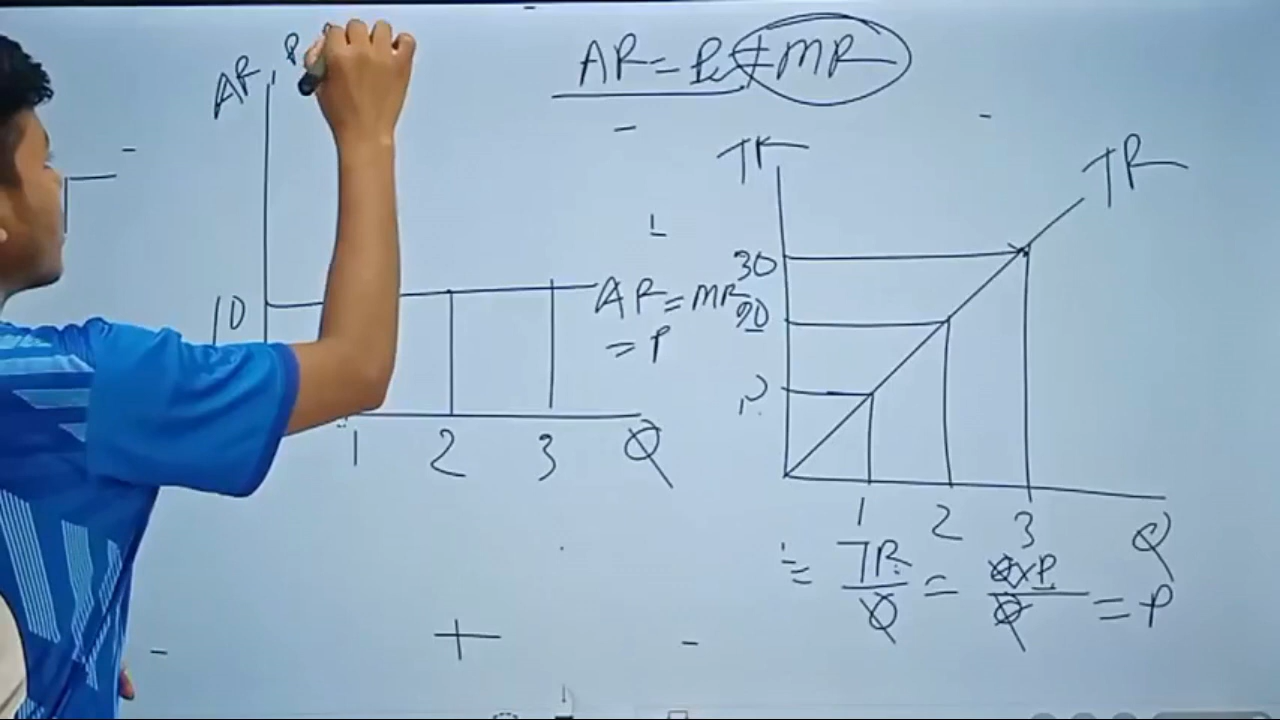 AR = P = MR
AR, P
10
AR = MR
= P
1 2 3 Q
TR
TR
30
20
1 2 3 Q
= TR/Q = Q×P/Q = P